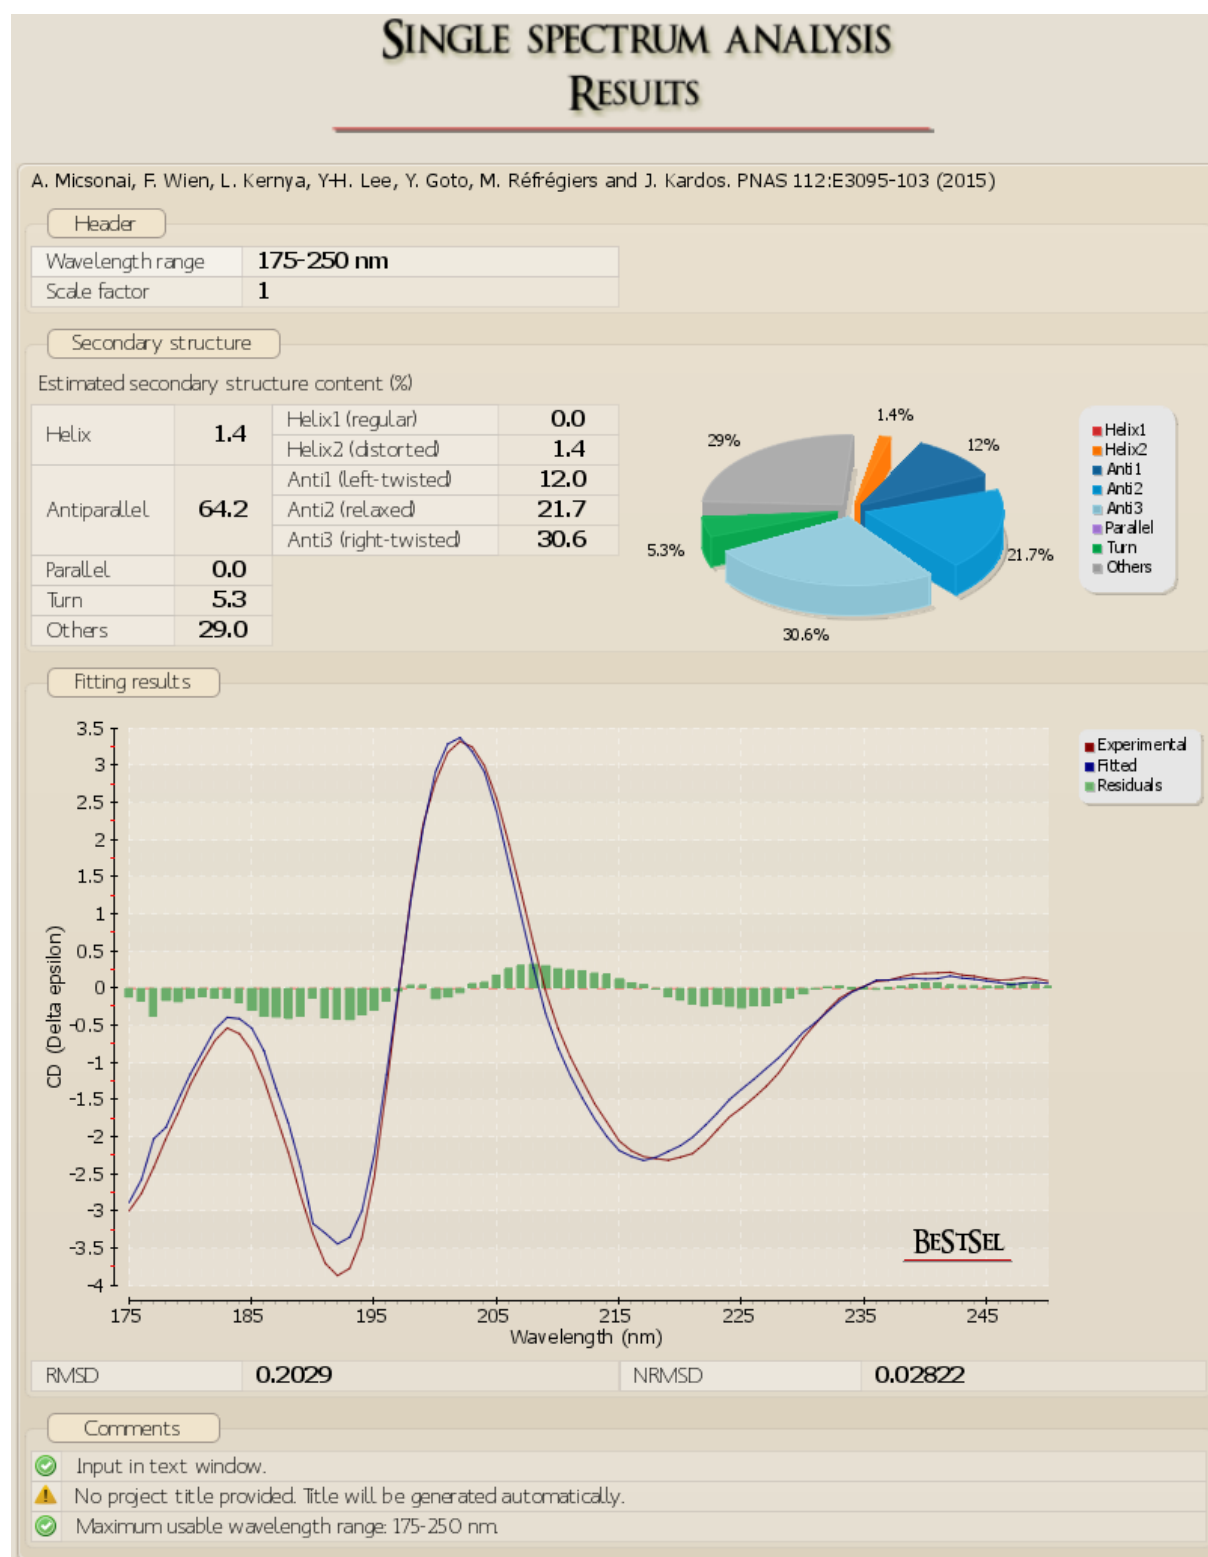 SINGLE SPECTRUM ANALYSIS
RESULTS
A. Micsonai, F. Wien, L. Kernya, Y-H. Lee, Y. Goto, M. Réfrégiers and J. Kardos. PNAS 112:E3095-103 (2015)
Header
Wavelength range 175-250 nm
Scale factor 1
Secondary structure
Estimated secondary structure content (%)
Helix 1.4
Helix1 (regular) 0.0
Helix2 (distorted) 1.4
Antiparallel 64.2
Anti1 (left-twisted) 12.0
Anti2 (relaxed) 21.7
Anti3 (right-twisted) 30.6
Parallel 0.0
Turn 5.3
Others 29.0
1.4%
12%
21.7%
30.6%
5.3%
29%
Helix1
Helix2
Anti1
Anti2
Anti3
Parallel
Turn
Others
Fitting results
3.5
3
2.5
2
1.5
1
0.5
0
-0.5
-1
-1.5
-2
-2.5
-3
-3.5
-4
CD (Delta epsilon)
175 185 195 205 215 225 235 245
Wavelength (nm)
BESTSEL
Experimental
Fitted
Residuals
RMSD 0.2029 NRMSD 0.02822
Comments
Input in text window.
No project title provided. Title will be generated automatically.
Maximum usable wavelength range: 175-250 nm.